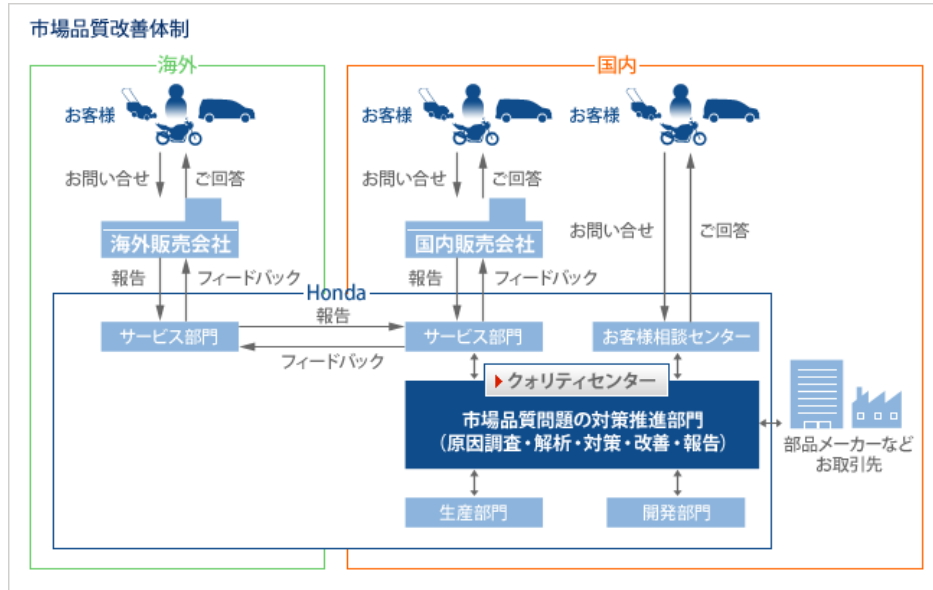 市場品質改善体制
海外
国内
お客様
お客様
お客様
お問い合せ
ご回答
お問い合せ
ご回答
お問い合せ
ご回答
海外販売会社
国内販売会社
報告
フィードバック
報告
フィードバック
Honda
サービス部門
報告
フィードバック
サービス部門
お客様相談センター
クォリティセンター
市場品質問題の対策推進部門
(原因調査・解析・対策・改善・報告)
部品メーカーなど
お取引先
生産部門
開発部門